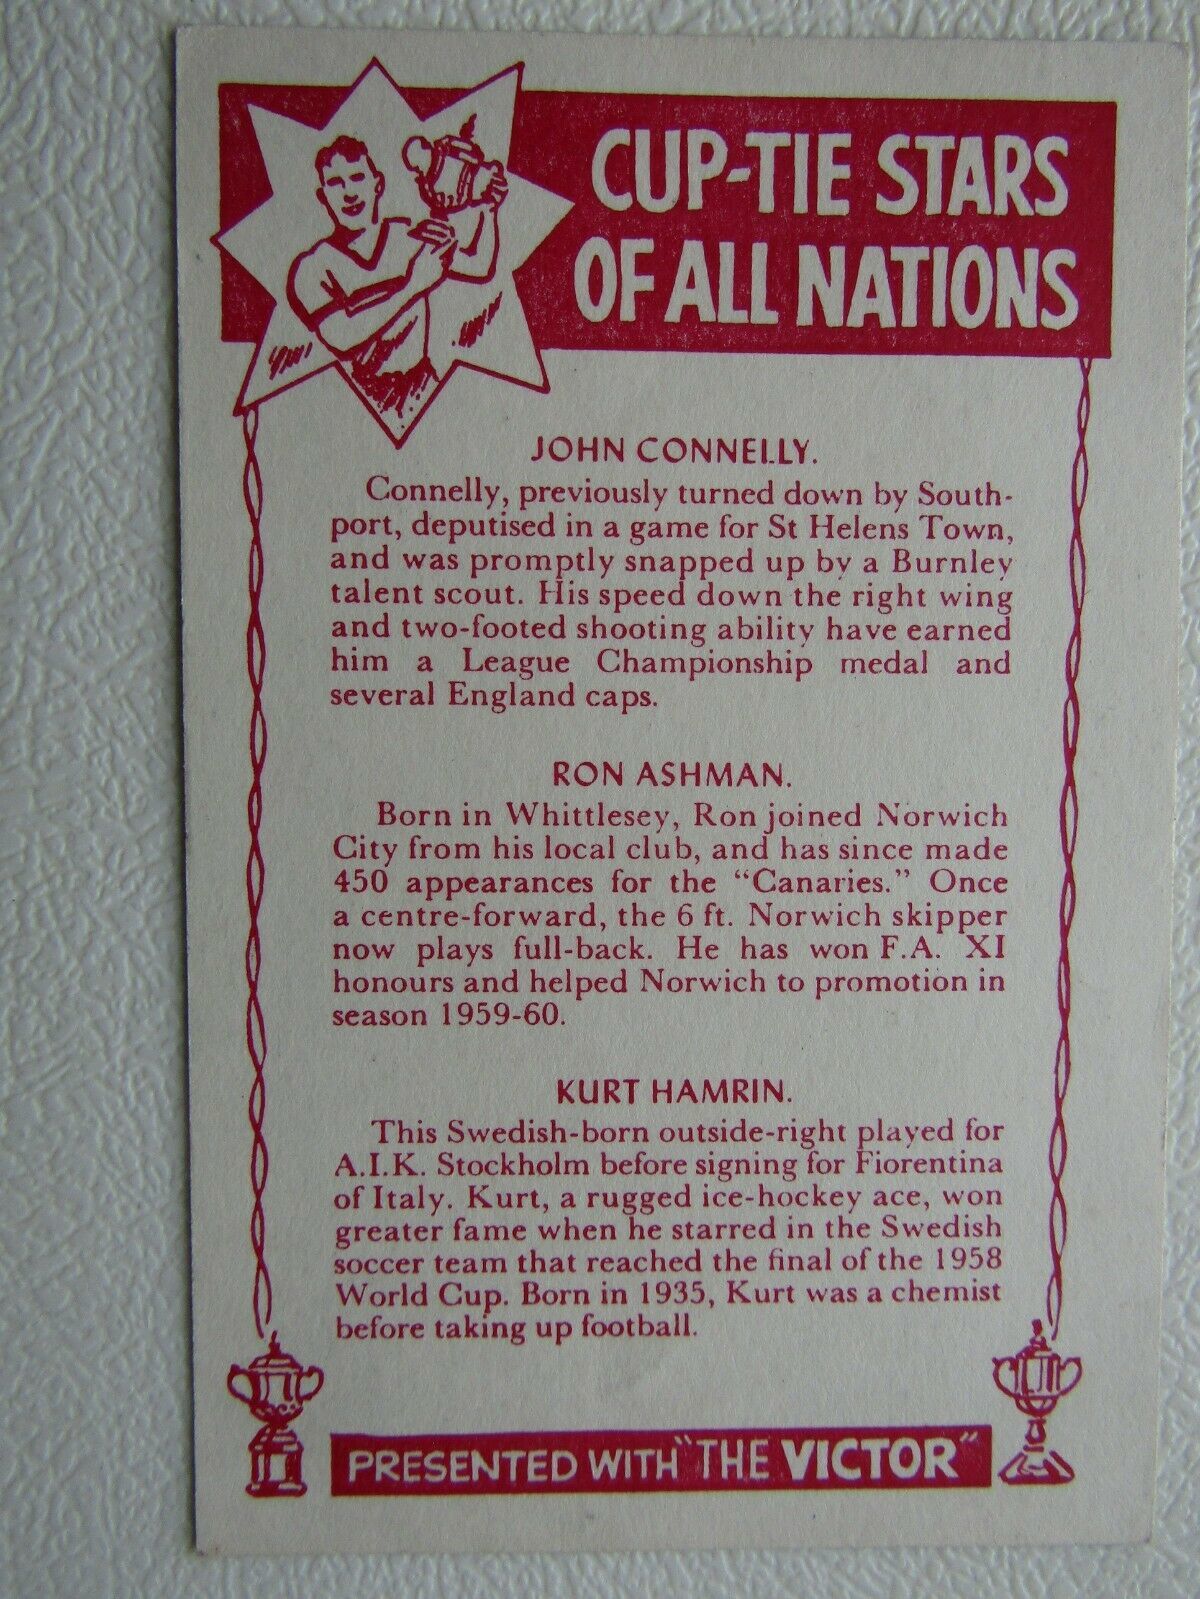 CUP-TIE STARS
OF ALL NATIONS
JOHN CONNELLY.
Connelly, previously turned down by South-
port, deputised in a game for St Helens Town,
and was promptly snapped up by a Burnley
talent scout. His speed down the right wing
and two-footed shooting ability have earned
him a League Championship medal and
several England caps.
RON ASHMAN.
Born in Whittlesey, Ron joined Norwich
City from his local club, and has since made
450 appearances for the "Canaries." Once
a centre-forward, the 6 ft. Norwich skipper
now plays full-back. He has won F.A. XI
honours and helped Norwich to promotion in
season 1959-60.
KURT HAMRIN.
This Swedish-born outside-right played for
A.I.K. Stockholm before signing for Fiorentina
of Italy. Kurt, a rugged ice-hockey ace, won
greater fame when he starred in the Swedish
soccer team that reached the final of the 1958
World Cup. Born in 1935, Kurt was a chemist
before taking up football.
PRESENTED WITH "THE VICTOR"